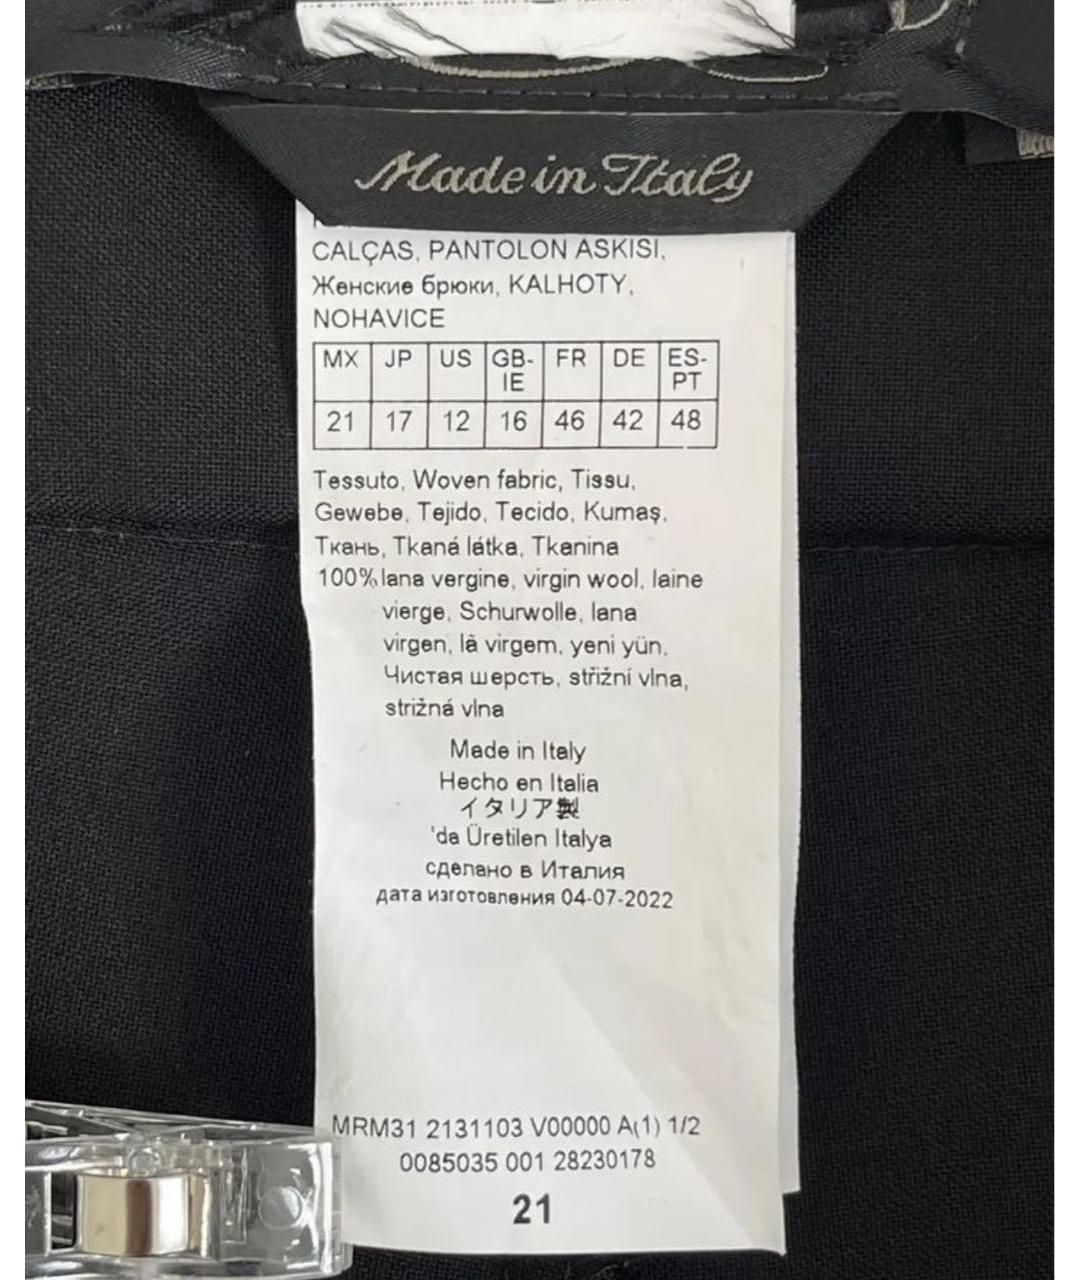 Made in Italy
CALÇAS, PANTOLON ASKISI,
Женские брюки, KALHOTY,
NOHAVICE
MX JP US GB-IE FR DE ES-PT
21 17 12 16 46 42 48
Tessuto, Woven fabric, Tissu,
Gewebe, Tejido, Tecido, Kumaş,
Ткань, Tkaná látka, Tkanina
100% lana vergine, virgin wool, laine
vierge, Schurwolle, lana
virgen, là virgem, yeni yün,
Чистая шерсть, střižní vlna,
strižná vlna
Made in Italy
Hecho en Italia
イタリア製
'da Üretilen Italya
сделано в Италия
дата изготовления 04-07-2022
MRM31 2131103 V00000 A(1) 1/2
0085035 001 28230178
21